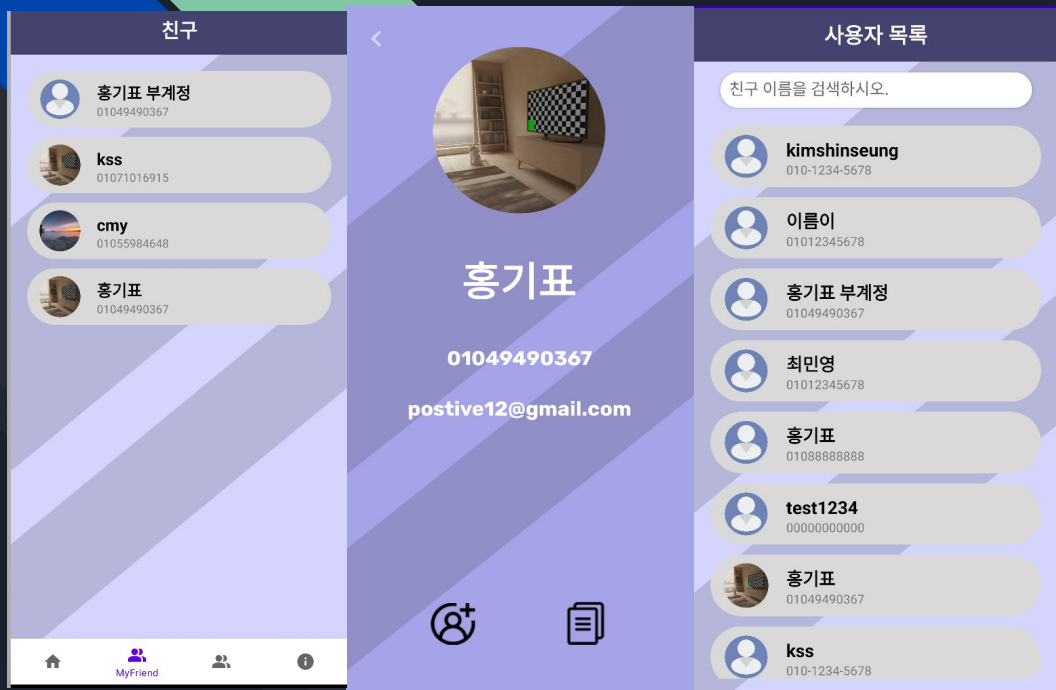 친구
홍기표 부계정
01049490367
kss
01071016915
cmy
01055984648
홍기표
01049490367
MyFriend
홍기표
01049490367
postive12@gmail.com
사용자 목록
친구 이름을 검색하시오.
kimshinseung
010-1234-5678
이름이
01012345678
홍기표 부계정
01049490367
최민영
01012345678
홍기표
01088888888
test1234
00000000000
홍기표
01049490367
kss
010-1234-5678